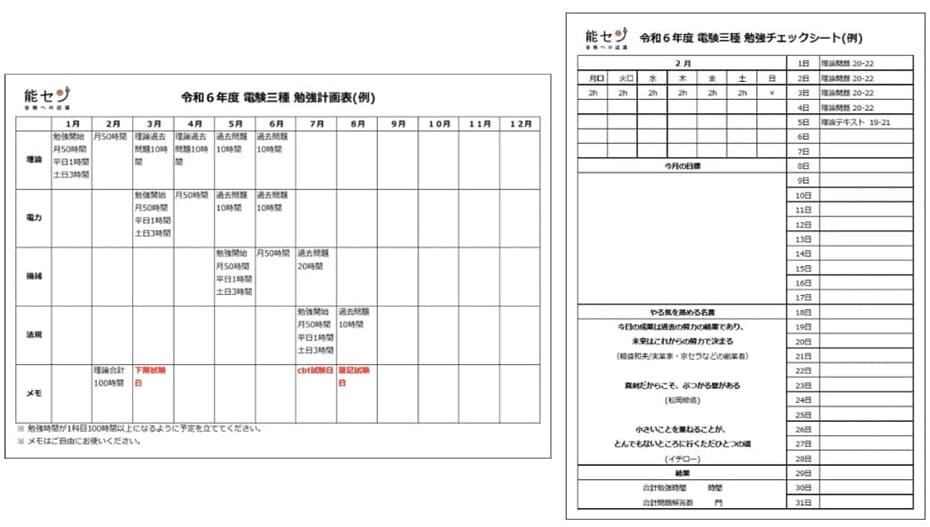 能セン
合格への近道
令和6年度 電験三種 勉強計画表(例)
1月 2月 3月 4月 5月 6月 7月 8月 9月 10月 11月 12月
理論
勉強開始
月50時間
平日1時間
土日3時間
月50時間
理論過去
問題10時
間
理論過去
問題10時
間
過去問題
10時間
過去問題
10時間
電力
勉強開始
月50時間
平日1時間
土日3時間
月50時間
過去問題
10時間
過去問題
10時間
機械
勉強開始
月50時間
平日1時間
土日3時間
月50時間
過去問題
20時間
法規
勉強開始
月50時間
平日1時間
土日3時間
過去問題
10時間
メモ
理論合計
100時間
下期試験
日
cbt試験日
筆記試験
日
※ 勉強時間が1科目100時間以上になるように予定を立ててください。
※ メモはご自由にお使いください。
能セン
合格への近道
令和6年度 電験三種 勉強チェックシート(例)
2月
月口 火口 水 木 金 土 日
2h 2h 2h 2h 2h 2h ×
今月の目標
やる気を高める名言
今日の成果は過去の努力の結果であり、
未来はこれからの努力で決まる
(稲盛和夫/実業家・京セラなどの創業者)
真剣だからこそ、ぶつかる壁がある
(松岡修造)
小さいことを重ねることが、
とんでもないところに行くただひとつの道
(イチロー)
結果
合計勉強時間 時間
合計問題解答数 門
1日 理論問題 20-22
2日 理論問題 20-22
3日 理論問題 20-22
4日 理論問題 20-22
5日 理論テキスト 19-21
6日
7日
8日
9日
10日
11日
12日
13日
14日
15日
16日
17日
18日
19日
20日
21日
22日
23日
24日
25日
26日
27日
28日
29日
30日
31日